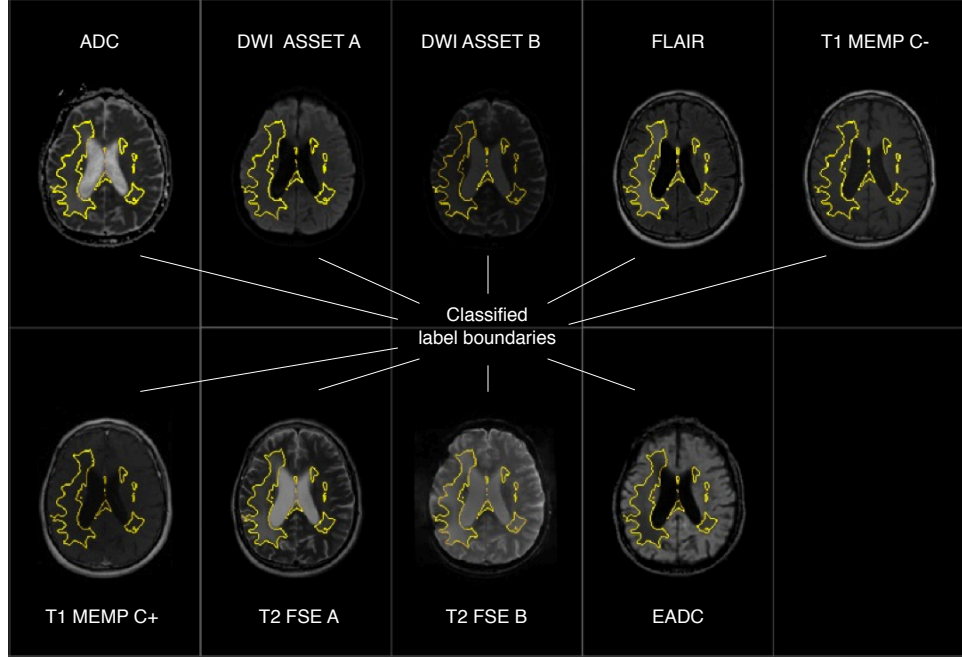 ADC
DWI ASSET A
DWI ASSET B
FLAIR
T1 MEMP C-
Classified
label boundaries
T1 MEMP C+
T2 FSE A
T2 FSE B
EADC